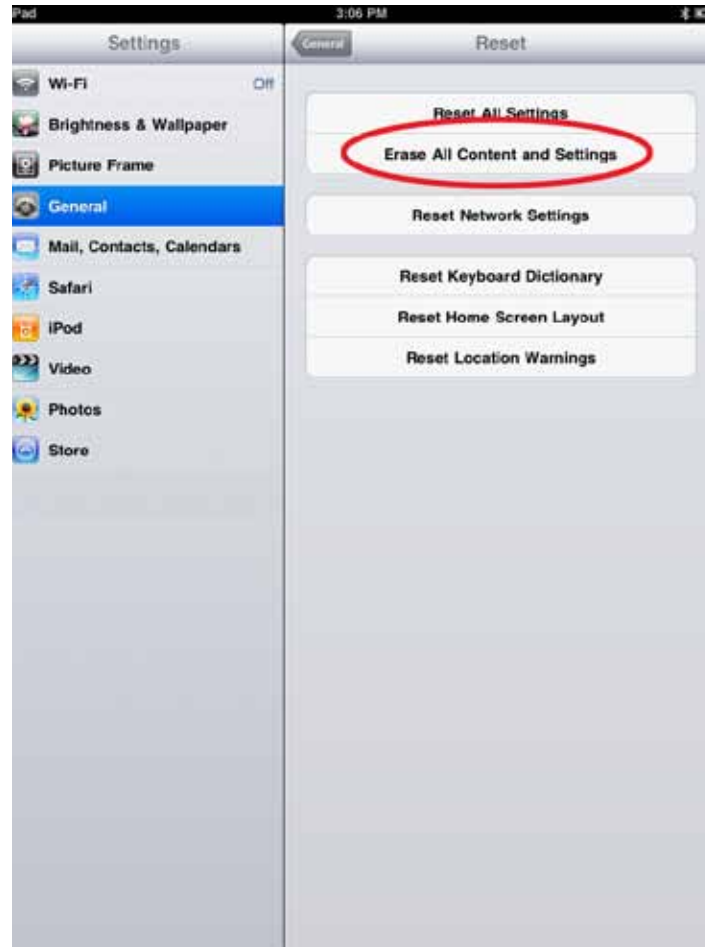 Pad
3:06 PM
Settings
General
Reset
Wi-Fi
Off
Brightness & Wallpaper
Picture Frame
General
Mail, Contacts, Calendars
Safari
iPod
Video
Photos
Store
Reset All Settings
Erase All Content and Settings
Reset Network Settings
Reset Keyboard Dictionary
Reset Home Screen Layout
Reset Location Warnings